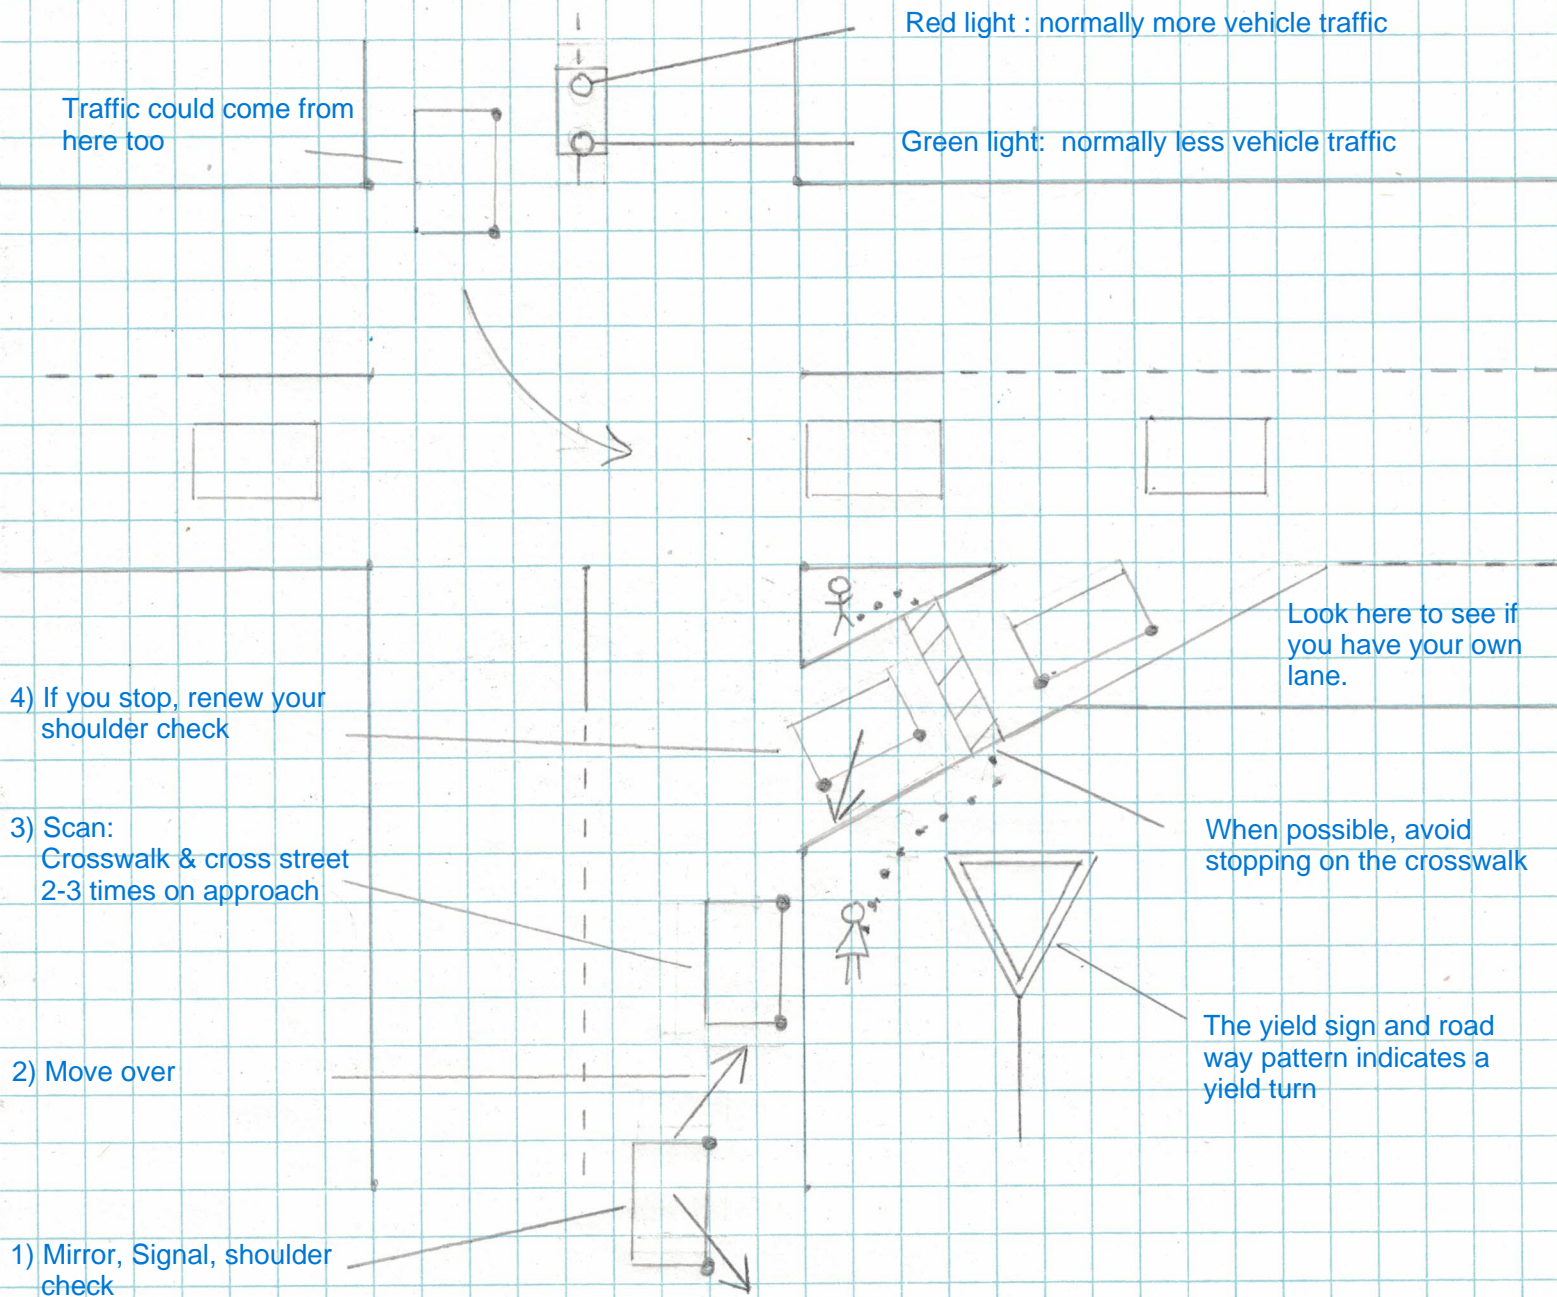 Red light : normally more vehicle traffic
Traffic could come from
here too
Green light: normally less vehicle traffic
Look here to see if
you have your own
lane.
4) If you stop, renew your
shoulder check
3) Scan:
Crosswalk & cross street
2-3 times on approach
When possible, avoid
stopping on the crosswalk
The yield sign and road
way pattern indicates a
yield turn
2) Move over
1) Mirror, Signal, shoulder
check